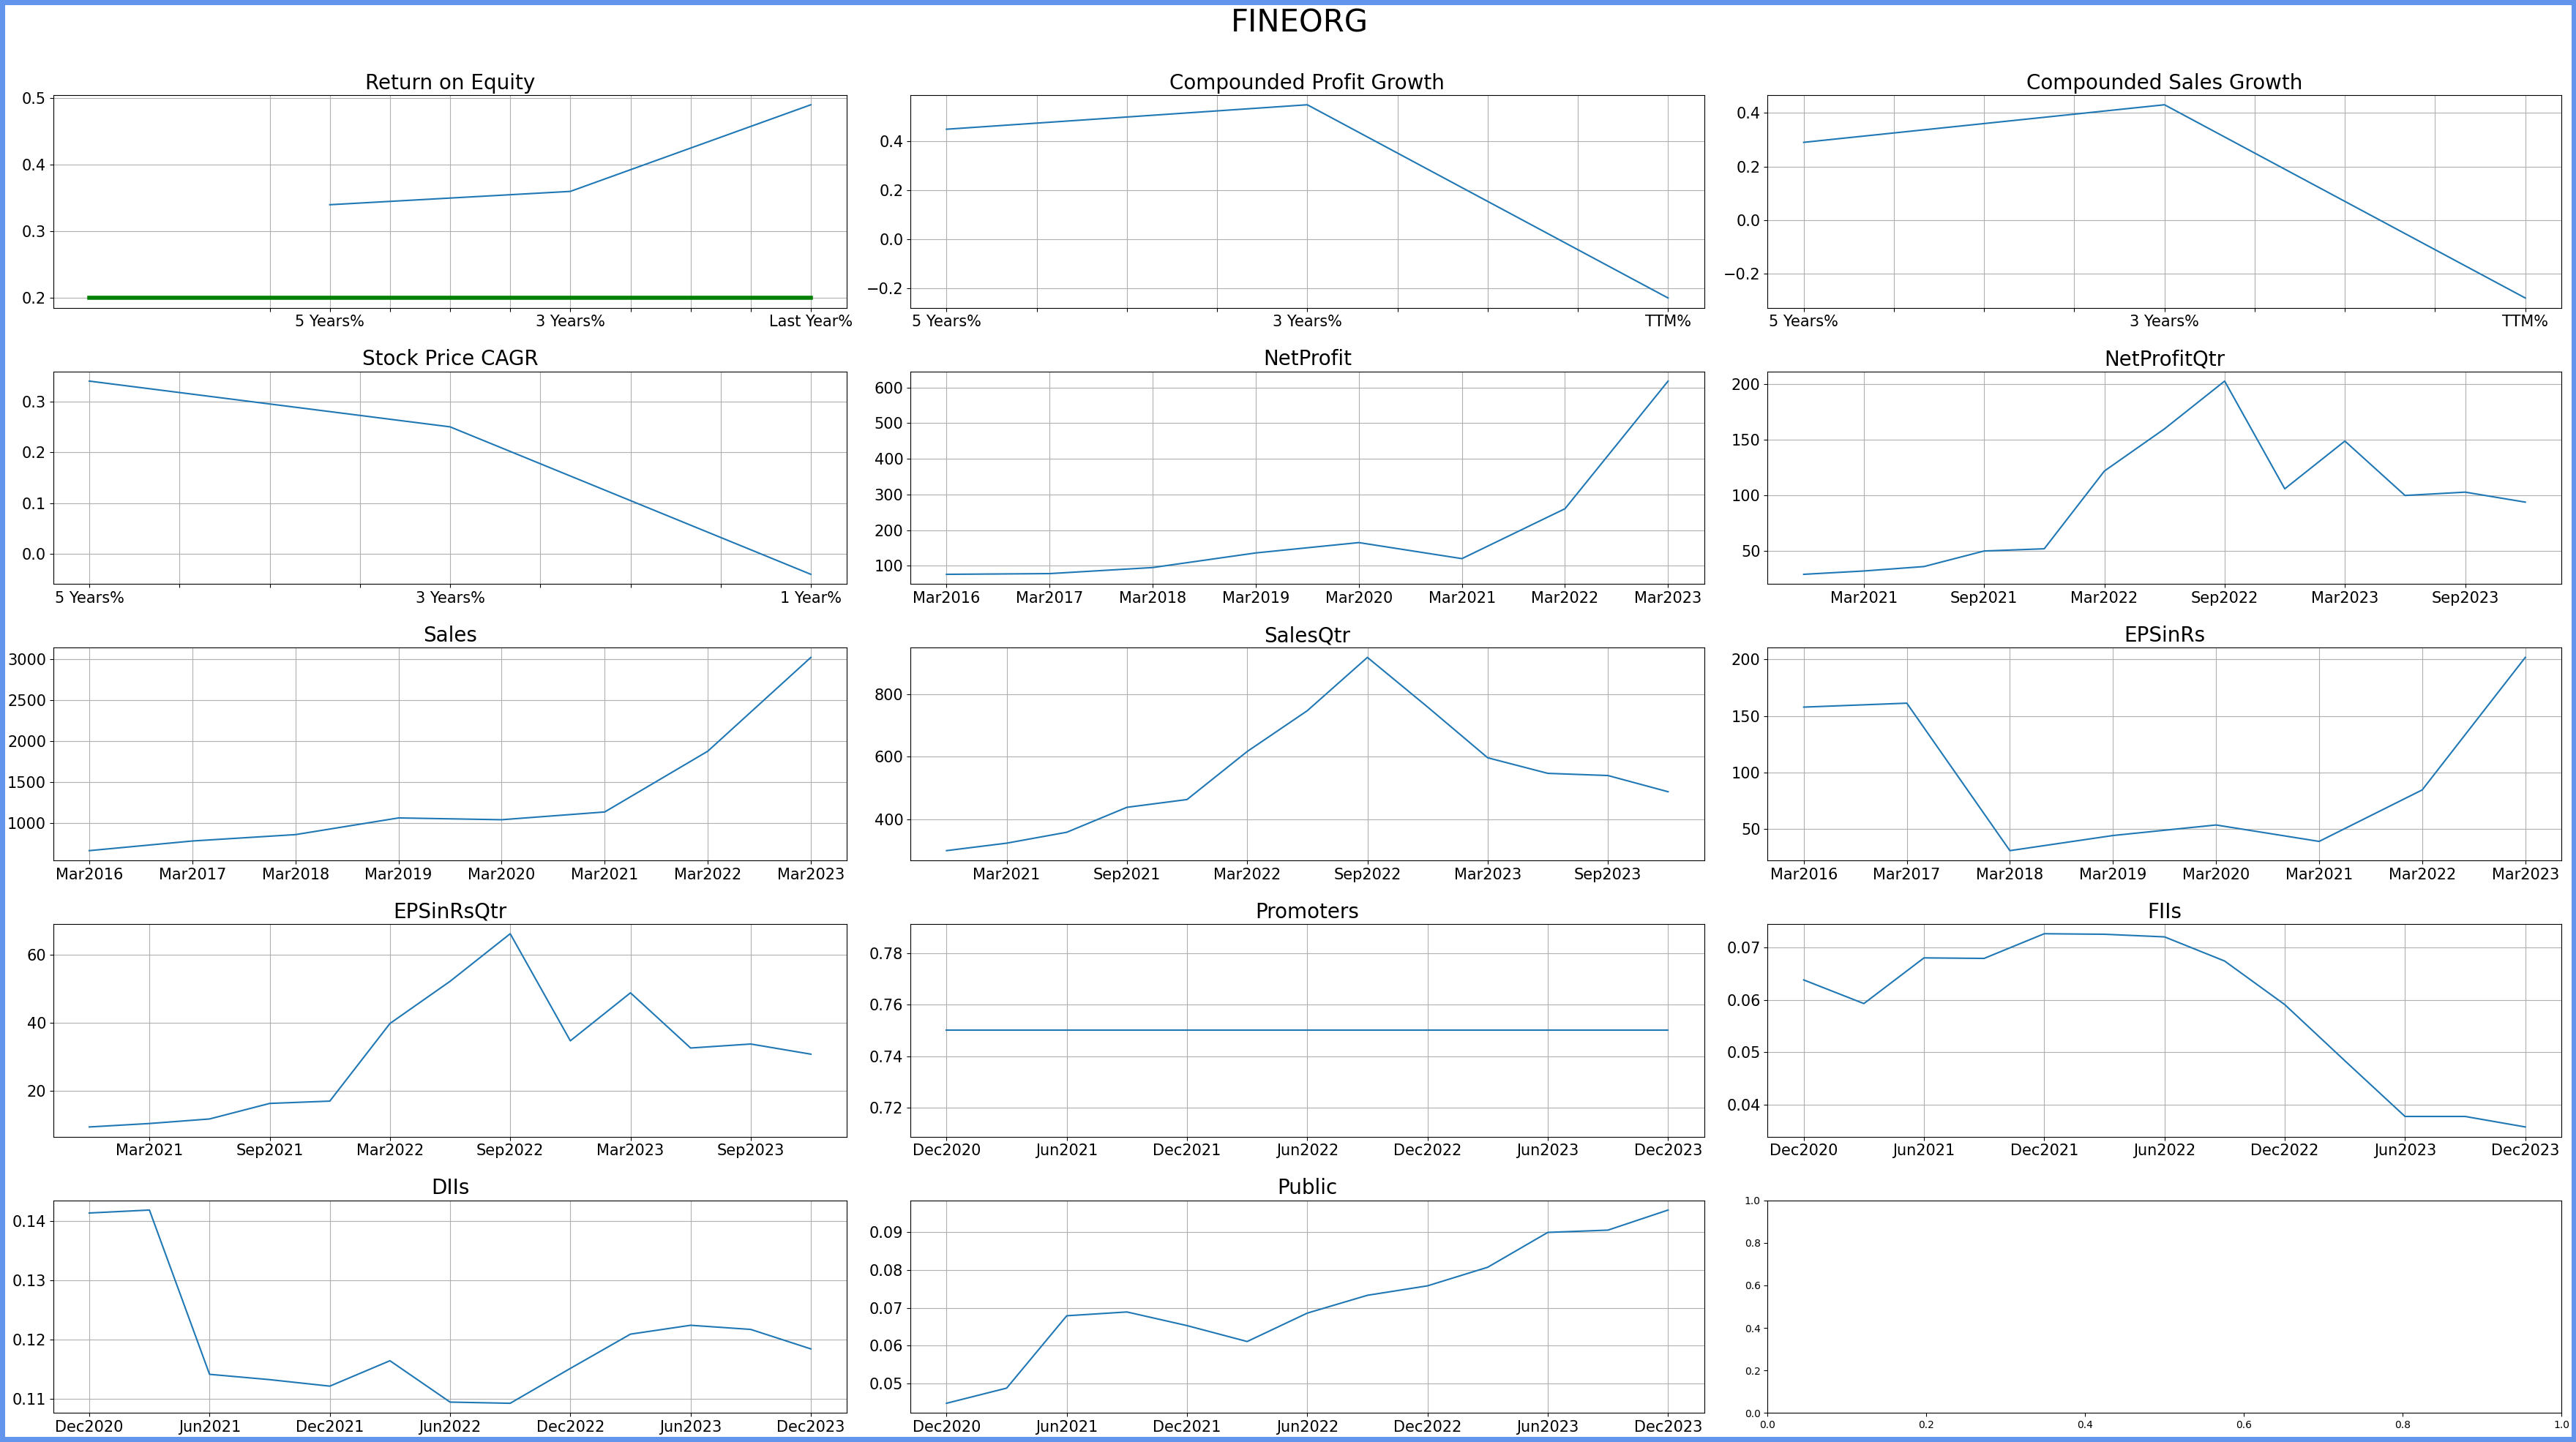 FINEORG
Return on Equity
0.5
0.4
0.3
0.2
5 Years% 3 Years% Last Year%
Compounded Profit Growth
0.4
0.2
0.0
−0.2
5 Years% 3 Years% TTM%
Compounded Sales Growth
0.4
0.2
0.0
−0.2
5 Years% 3 Years% TTM%
Stock Price CAGR
0.3
0.2
0.1
0.0
5 Years% 3 Years% 1 Year%
NetProfit
600
500
400
300
200
100
Mar2016 Mar2017 Mar2018 Mar2019 Mar2020 Mar2021 Mar2022 Mar2023
NetProfitQtr
200
150
100
50
Mar2021 Sep2021 Mar2022 Sep2022 Mar2023 Sep2023
Sales
3000
2500
2000
1500
1000
Mar2016 Mar2017 Mar2018 Mar2019 Mar2020 Mar2021 Mar2022 Mar2023
SalesQtr
800
600
400
Mar2021 Sep2021 Mar2022 Sep2022 Mar2023 Sep2023
EPSinRs
200
150
100
50
Mar2016 Mar2017 Mar2018 Mar2019 Mar2020 Mar2021 Mar2022 Mar2023
EPSinRsQtr
60
40
20
Mar2021 Sep2021 Mar2022 Sep2022 Mar2023 Sep2023
Promoters
0.78
0.76
0.74
0.72
Dec2020 Jun2021 Dec2021 Jun2022 Dec2022 Jun2023 Dec2023
FIIs
0.07
0.06
0.05
0.04
Dec2020 Jun2021 Dec2021 Jun2022 Dec2022 Jun2023 Dec2023
DIIs
0.14
0.13
0.12
0.11
Dec2020 Jun2021 Dec2021 Jun2022 Dec2022 Jun2023 Dec2023
Public
0.09
0.08
0.07
0.06
0.05
Dec2020 Jun2021 Dec2021 Jun2022 Dec2022 Jun2023 Dec2023
1.0
0.8
0.6
0.4
0.2
0.0
0.0 0.2 0.4 0.6 0.8 1.0